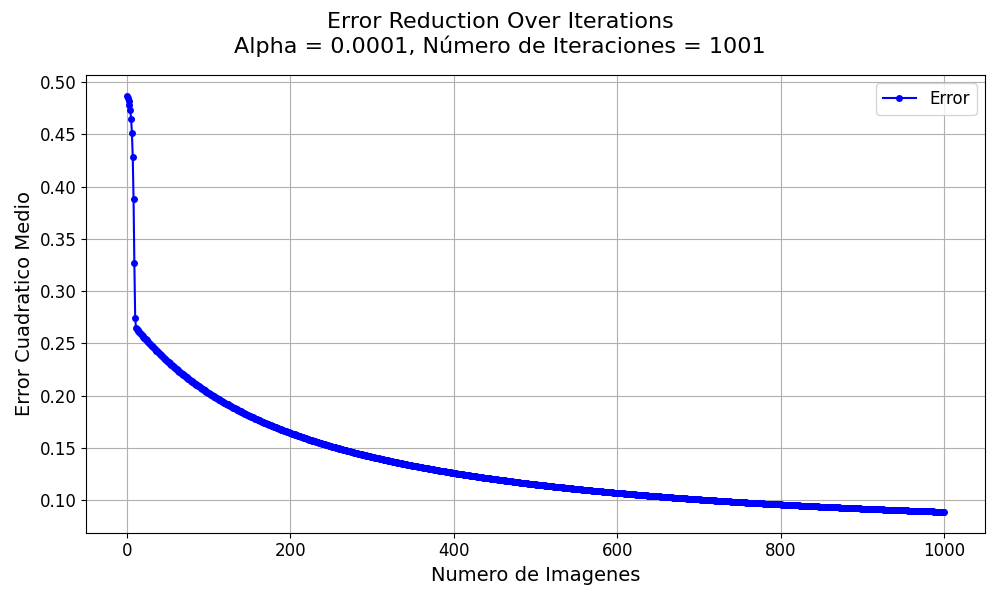 Error Reduction Over Iterations
Alpha = 0.0001, Número de Iteraciones = 1001
Error
Error Cuadratico Medio
0.50
0.45
0.40
0.35
0.30
0.25
0.20
0.15
0.10
0 200 400 600 800 1000
Numero de Imagenes